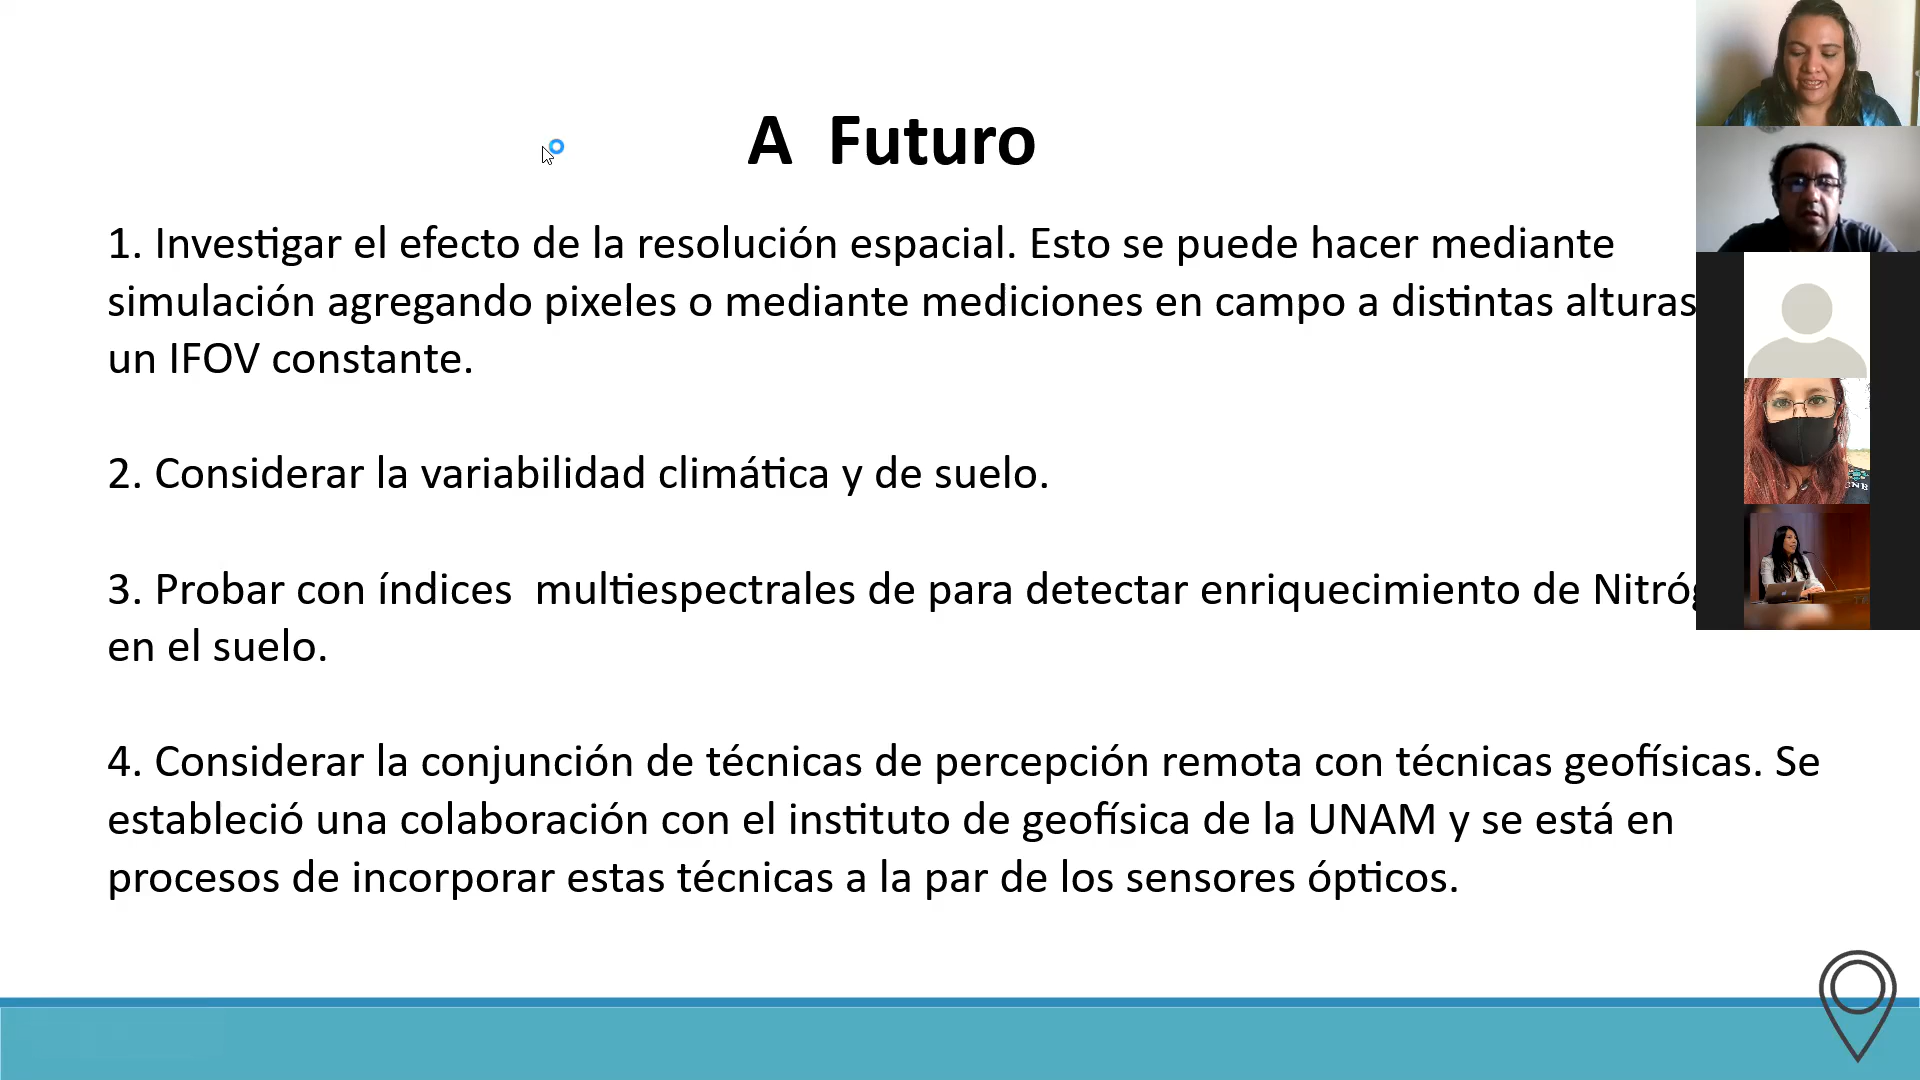 A Futuro
1. Investigar el efecto de la resolución espacial. Esto se puede hacer mediante
simulación agregando pixeles o mediante mediciones en campo a distintas alturas
un IFOV constante.
2. Considerar la variabilidad climática y de suelo.
3. Probar con índices multiespectrales de para detectar enriquecimiento de
en el suelo.
4. Considerar la conjunción de técnicas de percepción remota con técnicas geofísicas. Se
estableció una colaboración con el instituto de geofísica de la UNAM y se está en
procesos de incorporar estas técnicas a la par de los sensores ópticos.